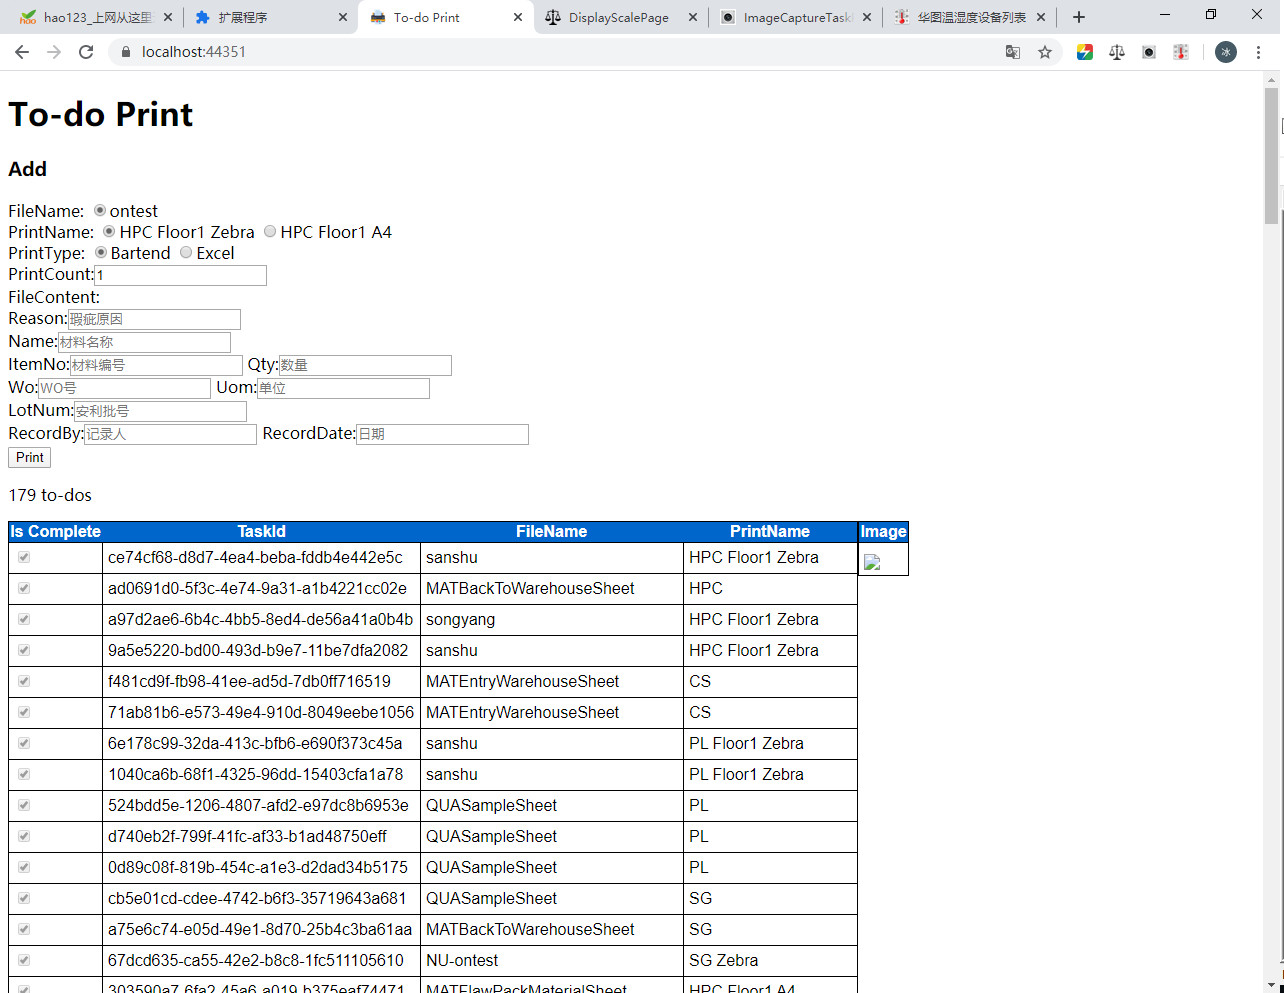 hao123_上网从这里
扩展程序
To-do Print
DisplayScalePage
ImageCaptureTask
华图温湿度设备列表
localhost:44351
冰
To-do Print
Add
FileName: ontest
PrintName: HPC Floor1 Zebra HPC Floor1 A4
PrintType: Bartend Excel
PrintCount:1
FileContent:
Reason:瑕疵原因
Name:材料名称
ItemNo:材料编号 Qty:数量
Wo:WO号 Uom:单位
LotNum:安利批号
RecordBy:记录人 RecordDate:日期
Print
179 to-dos
Is Complete TaskId FileName PrintName Image
ce74cf68-d8d7-4ea4-beba-fddb4e442e5c sanshu HPC Floor1 Zebra
ad0691d0-5f3c-4e74-9a31-a1b4221cc02e MATBackToWarehouseSheet HPC
a97d2ae6-6b4c-4bb5-8ed4-de56a41a0b4b songyang HPC Floor1 Zebra
9a5e5220-bd00-493d-b9e7-11be7dfa2082 sanshu HPC Floor1 Zebra
f481cd9f-fb98-41ee-ad5d-7db0ff716519 MATEntryWarehouseSheet CS
71ab81b6-e573-49e4-910d-8049eebe1056 MATEntryWarehouseSheet CS
6e178c99-32da-413c-bfb6-e690f373c45a sanshu PL Floor1 Zebra
1040ca6b-68f1-4325-96dd-15403cfa1a78 sanshu PL Floor1 Zebra
524bdd5e-1206-4807-afd2-e97dc8b6953e QUASampleSheet PL
d740eb2f-799f-41fc-af33-b1ad48750eff QUASampleSheet PL
0d89c08f-819b-454c-a1e3-d2dad34b5175 QUASampleSheet PL
cb5e01cd-cdee-4742-b6f3-35719643a681 QUASampleSheet SG
a75e6c74-e05d-49e1-8d70-25b4c3ba61aa MATBackToWarehouseSheet SG
67dcd635-ca55-42e2-b8c8-1fc511105610 NU-ontest SG Zebra
303590a7-6fa2-45a6-a019-b375eaf74471 MATFlawPackMaterialSheet HPC Floor1 A4